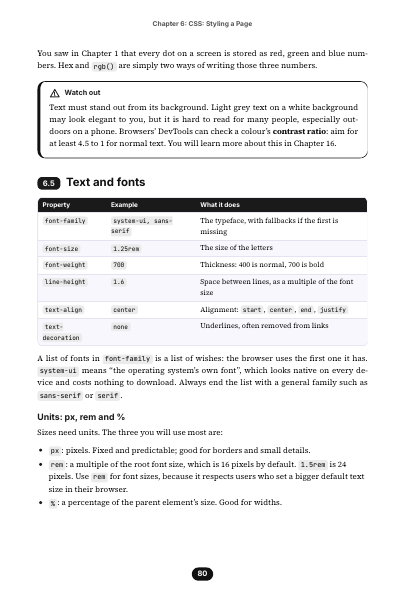 Chapter 6: CSS: Styling a Page
You saw in Chapter 1 that every dot on a screen is stored as red, green and blue num-
bers. Hex and rgb() are simply two ways of writing those three numbers.
Watch out
Text must stand out from its background. Light grey text on a white background
may look elegant to you, but it is hard to read for many people, especially out-
doors on a phone. Browsers’ DevTools can check a colour’s contrast ratio: aim for
at least 4.5 to 1 for normal text. You will learn more about this in Chapter 16.
6.5 Text and fonts
Property Example What it does
font-family system-ui, sans- The typeface, with fallbacks if the first is
serif missing
font-size 1.25rem The size of the letters
font-weight 700 Thickness: 400 is normal, 700 is bold
line-height 1.6 Space between lines, as a multiple of the font
size
text-align center Alignment: start, center, end, justify
text- none Underlines, often removed from links
decoration
A list of fonts in font-family is a list of wishes: the browser uses the first one it has.
system-ui means “the operating system’s own font”, which looks native on every de-
vice and costs nothing to download. Always end the list with a general family such as
sans-serif or serif.
Units: px, rem and %
Sizes need units. The three you will use most are:
• px: pixels. Fixed and predictable; good for borders and small details.
• rem: a multiple of the root font size, which is 16 pixels by default. 1.5rem is 24
pixels. Use rem for font sizes, because it respects users who set a bigger default text
size in their browser.
• %: a percentage of the parent element’s size. Good for widths.
80